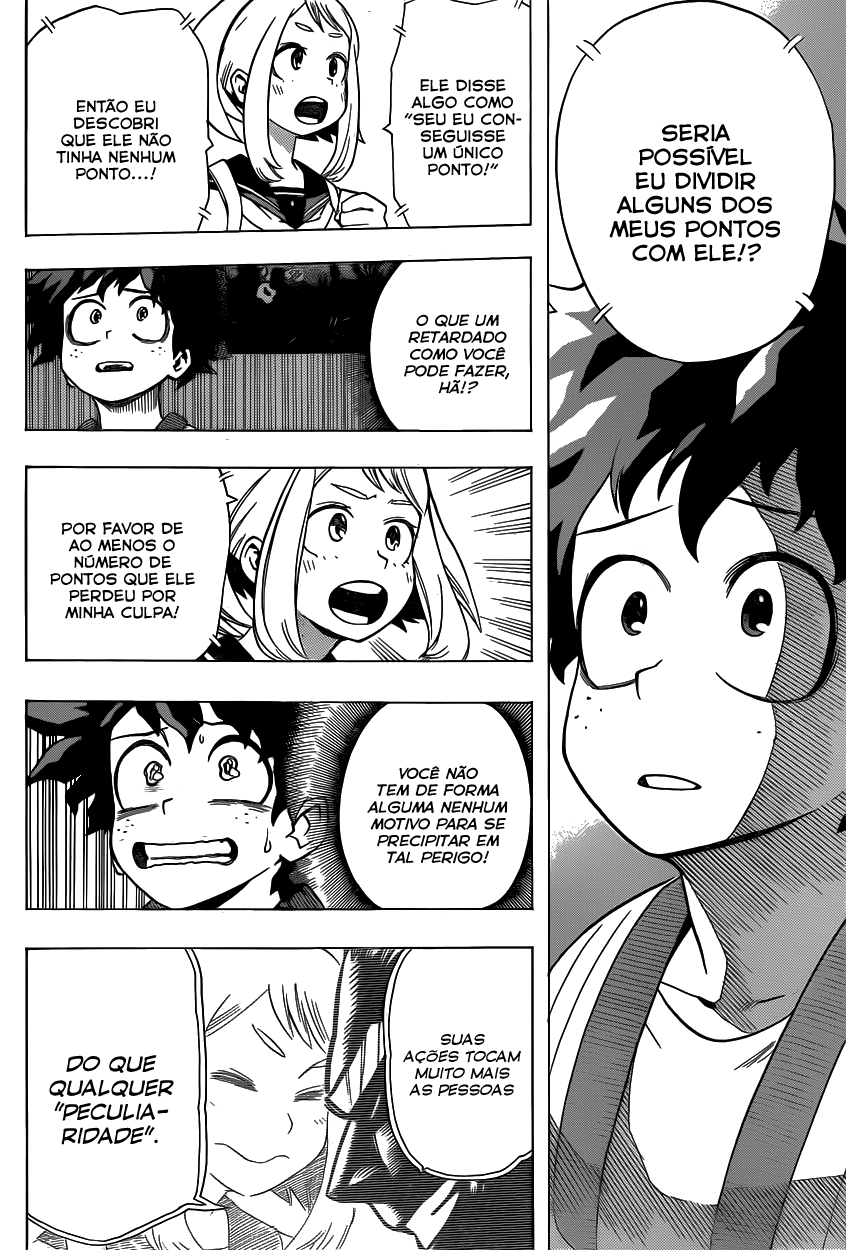 SERIA
POSSÍVEL
EU DIVIDIR
ALGUNS DOS
MEUS PONTOS
COM ELE!?
ELE DISSE
ALGO COMO
"SEU EU CON-
SEGUISSE
UM ÚNICO
PONTO!"
ENTÃO EU
DESCOBRI
QUE ELE NÃO
TINHA NENHUM
PONTO...!
O QUE UM
RETARDADO
COMO VOCÊ
PODE FAZER,
HÃ!?
POR FAVOR DE
AO MENOS O
NÚMERO DE
PONTOS QUE ELE
PERDEU POR
MINHA CULPA!
VOCÊ NÃO
TEM DE FORMA
ALGUMA NENHUM
MOTIVO PARA SE
PRECIPITAR EM
TAL PERIGO!
SUAS
AÇÕES TOCAM
MUITO MAIS
AS PESSOAS
DO QUE
QUALQUER
"PECULIA-
RIDADE".